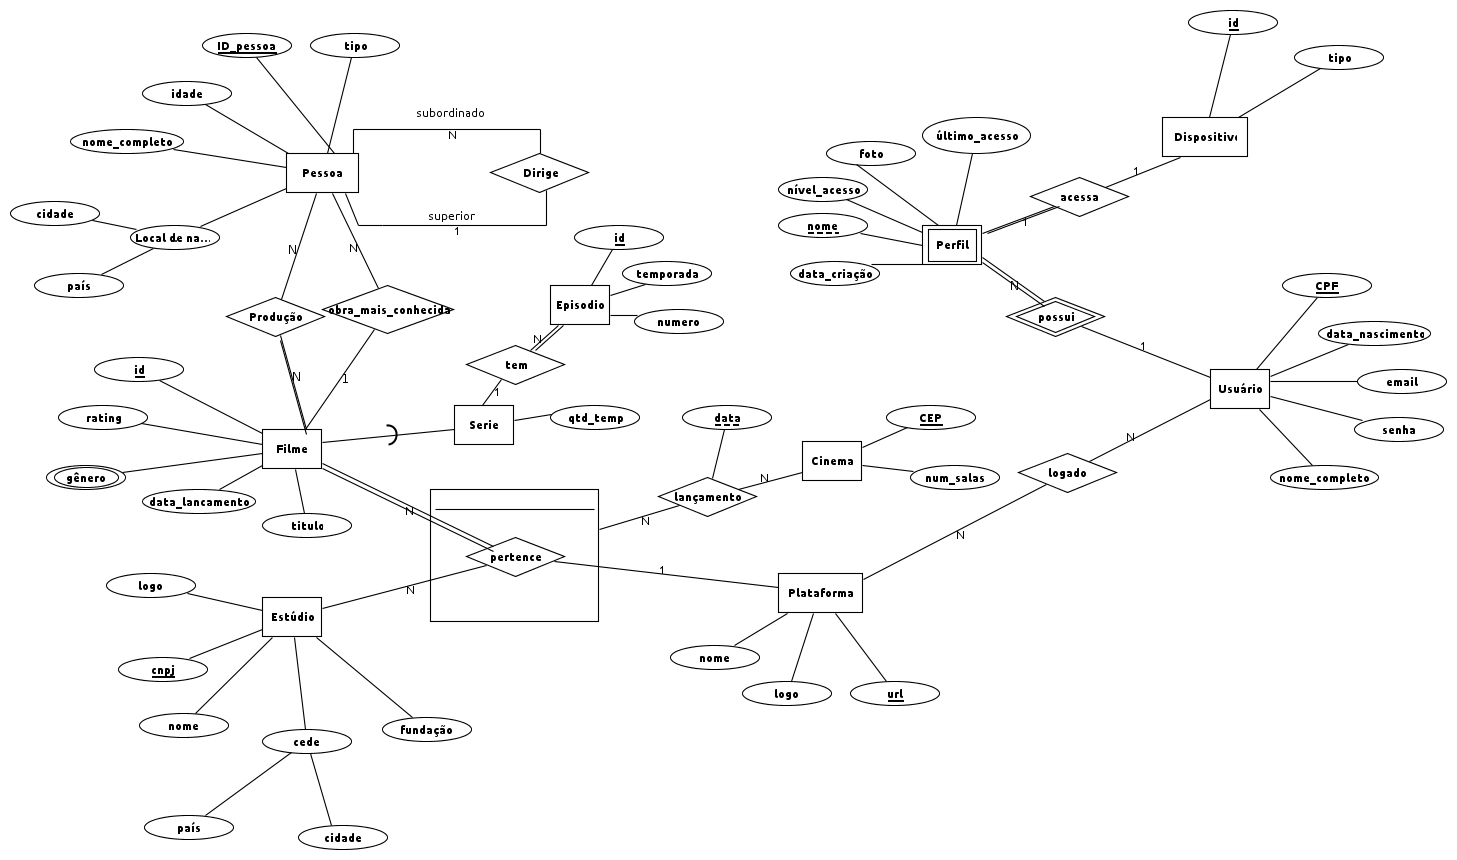 id
ID_pessoa
tipo
tipo
idade
subordinado
N
nome_completo
último_acesso
Dispositivo
foto
Pessoa
Dirige
1
nível_acesso
acessa
cidade
superior
1
nome
1
Local de na...
id
N
N
Perfil
país
temporada
data_criação
N
CPF
Episodio
obra_mais_conhecida
Produção
numero
possui
data_nascimento
N
1
tem
id
N
1
email
1
Usuário
rating
data
CEP
qtd_temp
Serie
senha
N
Filme
Cinema
gênero
N
logado
num_salas
nome_completo
data_lancamento
lançamento
N
N
titulo
N
pertence
1
logo
N
Plataforma
Estúdio
nome
cnpj
logo
url
nome
fundação
cede
país
cidade